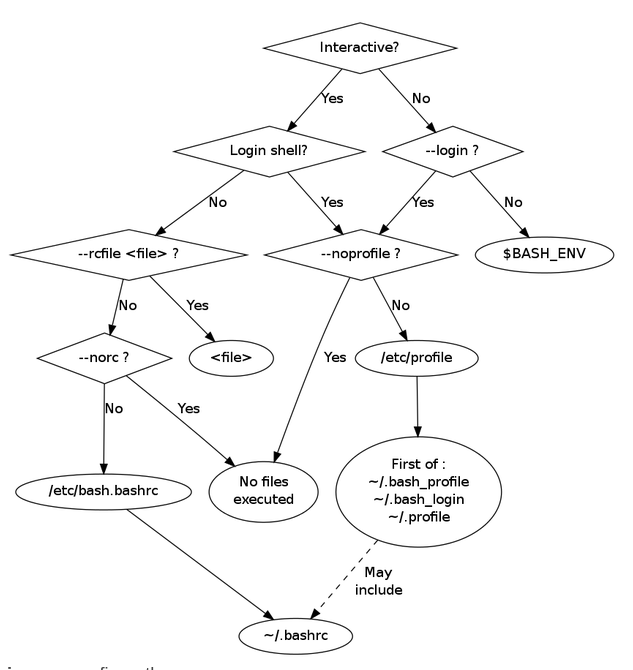 Interactive?
Yes
No
Login shell?
--login ?
No
Yes
Yes
No
--rcfile <file> ?
--noprofile ?
$BASH_ENV
No
Yes
No
--norc ?
<file>
Yes
/etc/profile
No
Yes
First of :
~/.bash_profile
~/.bash_login
~/.profile
/etc/bash.bashrc
No files
executed
May
include
~/.bashrc